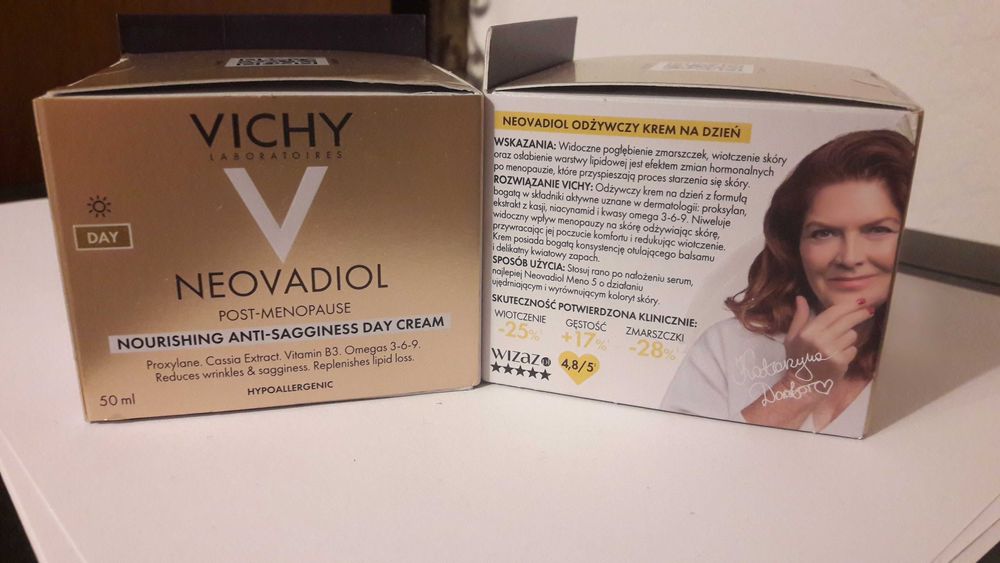 VICHY
LABORATOIRES
V
DAY
NEOVADIOL
POST-MENOPAUSE
NOURISHING ANTI-SAGGINESS DAY CREAM
Proxylane. Cassia Extract. Vitamin B3. Omegas 3-6-9.
Reduces wrinkles & sagginess. Replenishes lipid loss.
HYPOALLERGENIC
50 ml
NEOVADIOL ODŻYWCZY KREM NA DZIEŃ
WSKAZANIA: Widoczne pogłębienie zmarszczek, wiotczenie skóry
oraz osłabienie warstwy lipidowej jest efektem zmian hormonalnych
po menopauzie, które przyspieszają proces starzenia się skóry.
ROZWIĄZANIE VICHY: Odżywczy krem na dzień z formułą
bogatą w składniki aktywne uznane w dermatologii: proksylan,
ekstrakt z kasji, niacynamid i kwasy omega 3-6-9. Niweluje
widoczny wpływ menopauzy na skórę odżywiając skórę,
przywracając jej poczucie komfortu i redukując wiotczenie.
Krem posiada bogatą konsystencję otulającego balsamu
i delikatny kwiatowy zapach.
SPOSÓB UŻYCIA: Stosuj rano po nałożeniu serum,
najlepiej Neovadiol Meno 5 o działaniu
ujędrniającym i wyrównującym koloryt skóry.
SKUTECZNOŚĆ POTWIERDZONA KLINICZNIE:
WIOTCZENIE GĘSTOŚĆ ZMARSZCZKI
-25% +17% -28%
WIZAZ
4,8/5
Katarzyna
Dowbor